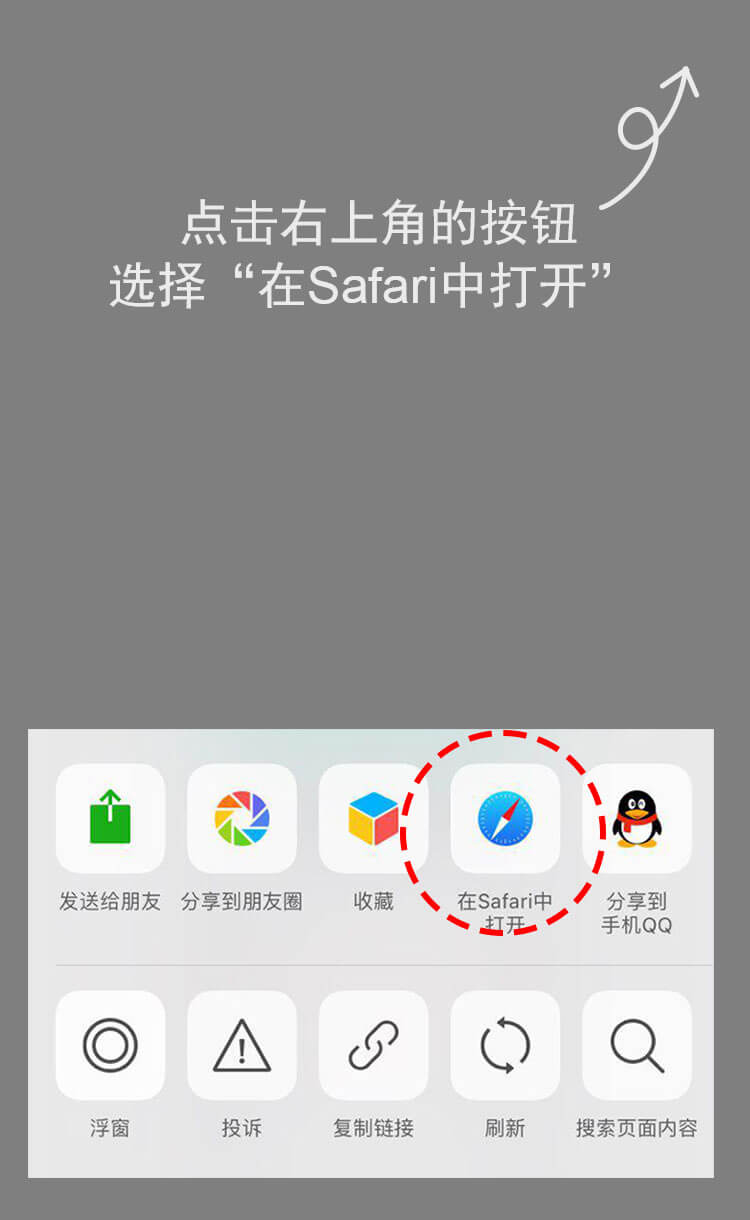 点击右上角的按钮
选择“在Safari中打开”
发送给朋友
分享到朋友圈
收藏
在Safari中
打开
分享到
手机QQ
浮窗
投诉
复制链接
刷新
搜索页面内容